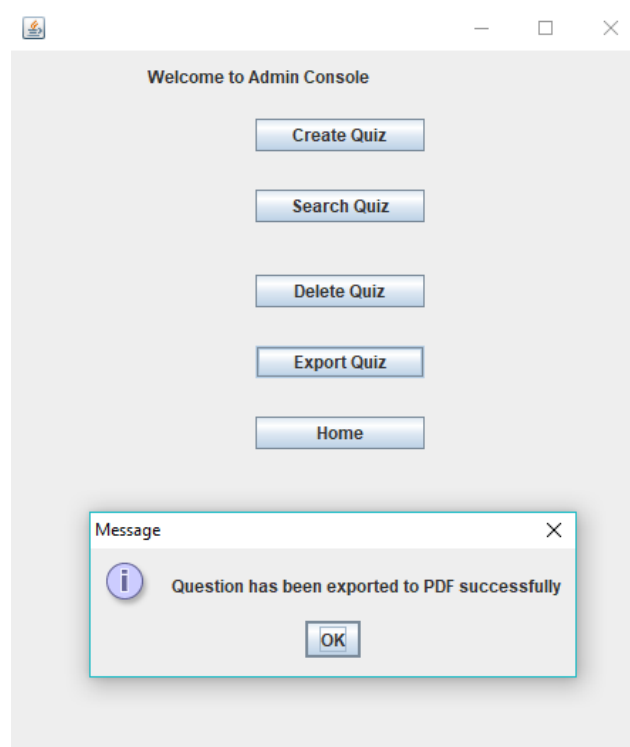 Welcome to Admin Console
Create Quiz
Search Quiz
Delete Quiz
Export Quiz
Home
Message
Question has been exported to PDF successfully
OK